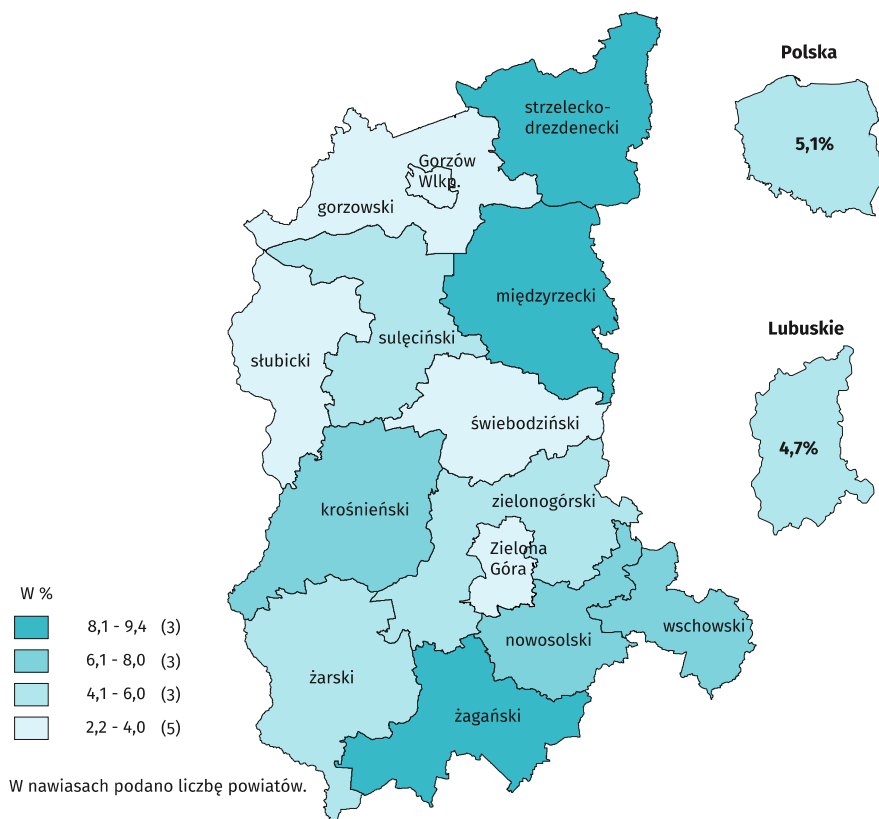 Polska
5,1%
strzelecko-
drezdenecki
Gorzów
Wlkp.
gorzowski
międzyrzecki
sulęciński
słubicki
Lubuskie
4,7%
świebodziński
zielonogórski
krośnieński
Zielona
Góra
wschowski
nowosolski
żarski
żagański
W %
8,1 - 9,4 (3)
6,1 - 8,0 (3)
4,1 - 6,0 (3)
2,2 - 4,0 (5)
W nawiasach podano liczbę powiatów.